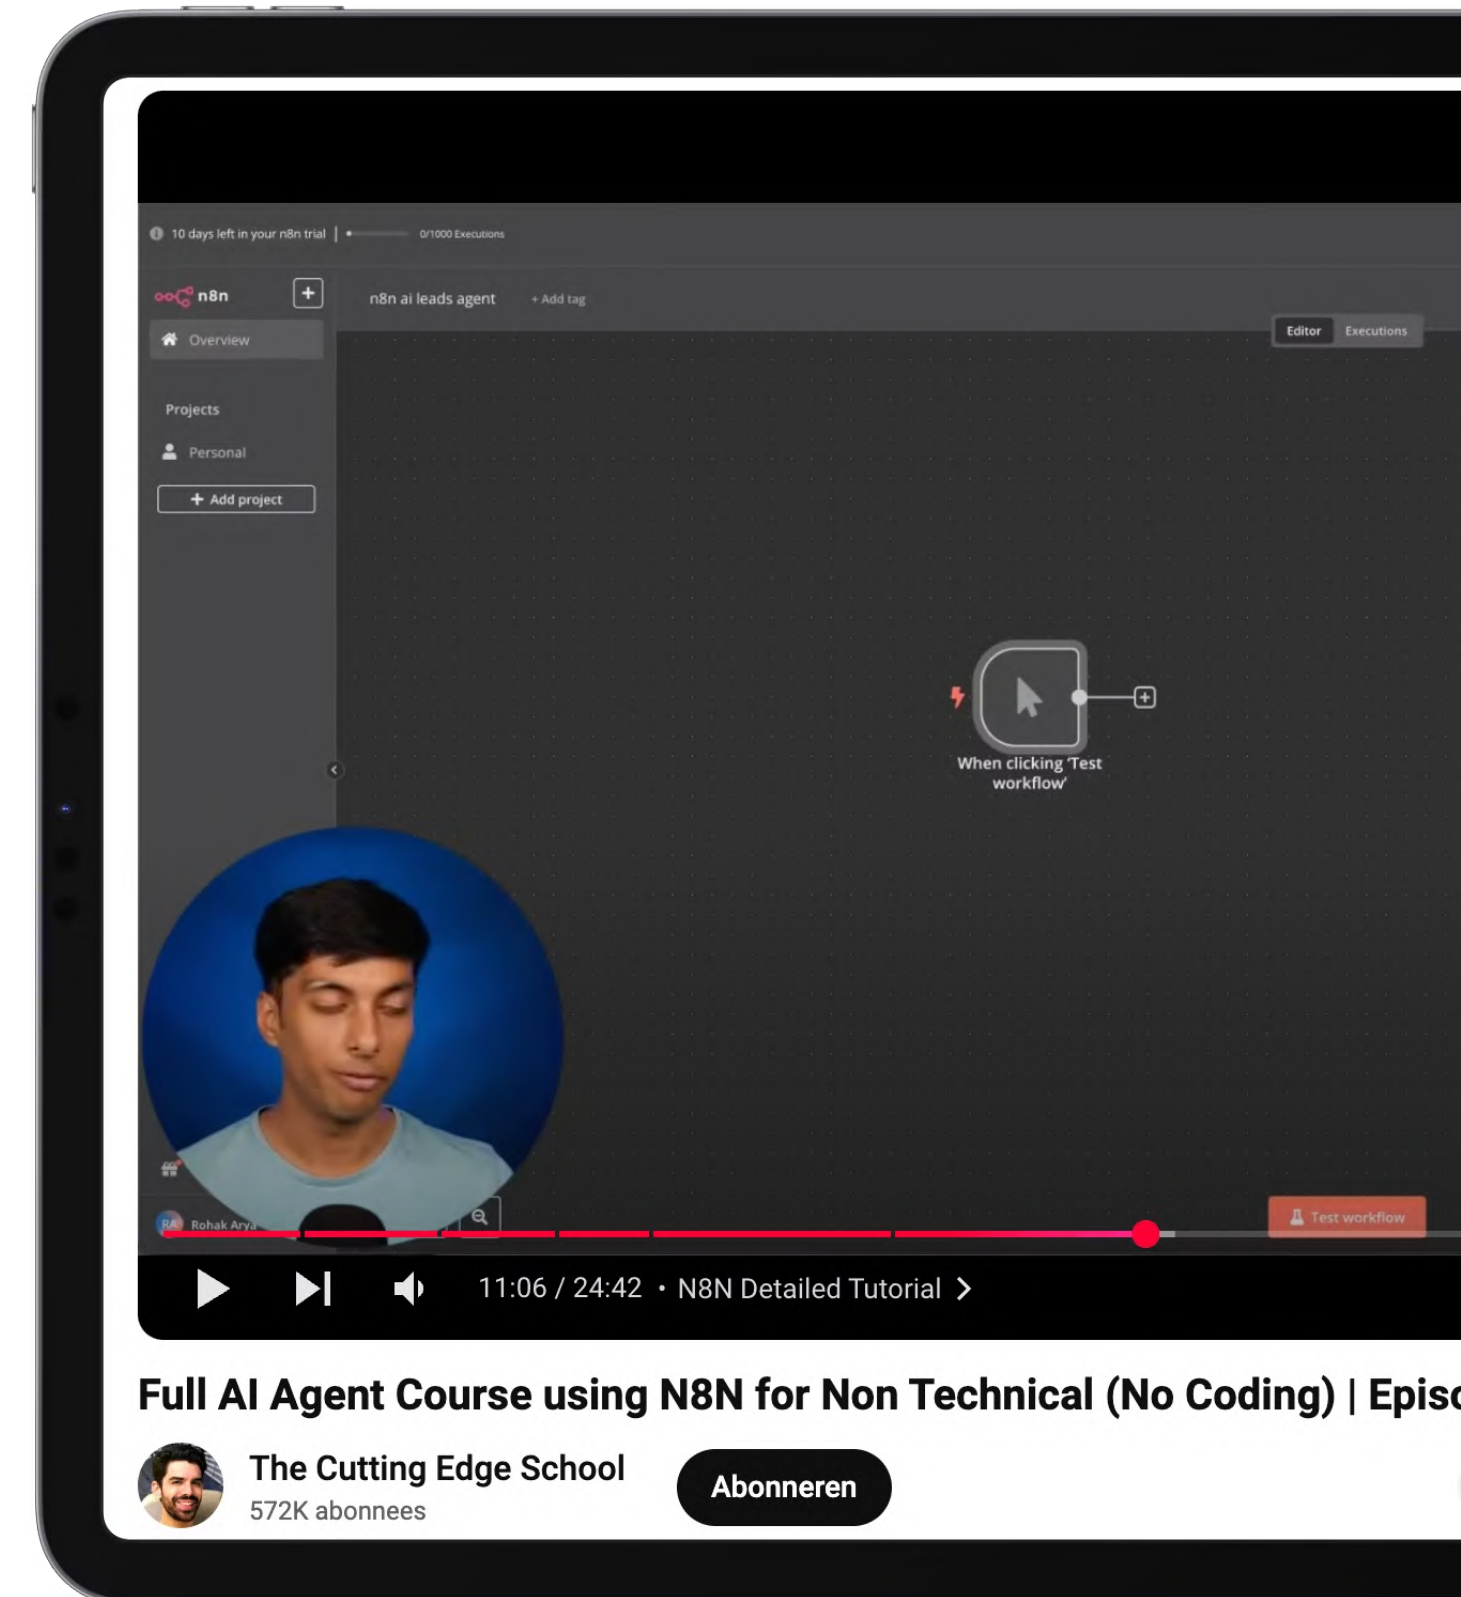 10 days left in your n8n trial
0/1000 Executions
n8n
n8n ai leads agent
+ Add tag
Editor
Executions
Overview
Projects
Personal
+ Add project
When clicking 'Test
workflow'
RA
Rohak Arya
Test workflow
11:06 / 24:42 • N8N Detailed Tutorial
Full AI Agent Course using N8N for Non Technical (No Coding) | Episo
The Cutting Edge School
572K abonnees
Abonneren